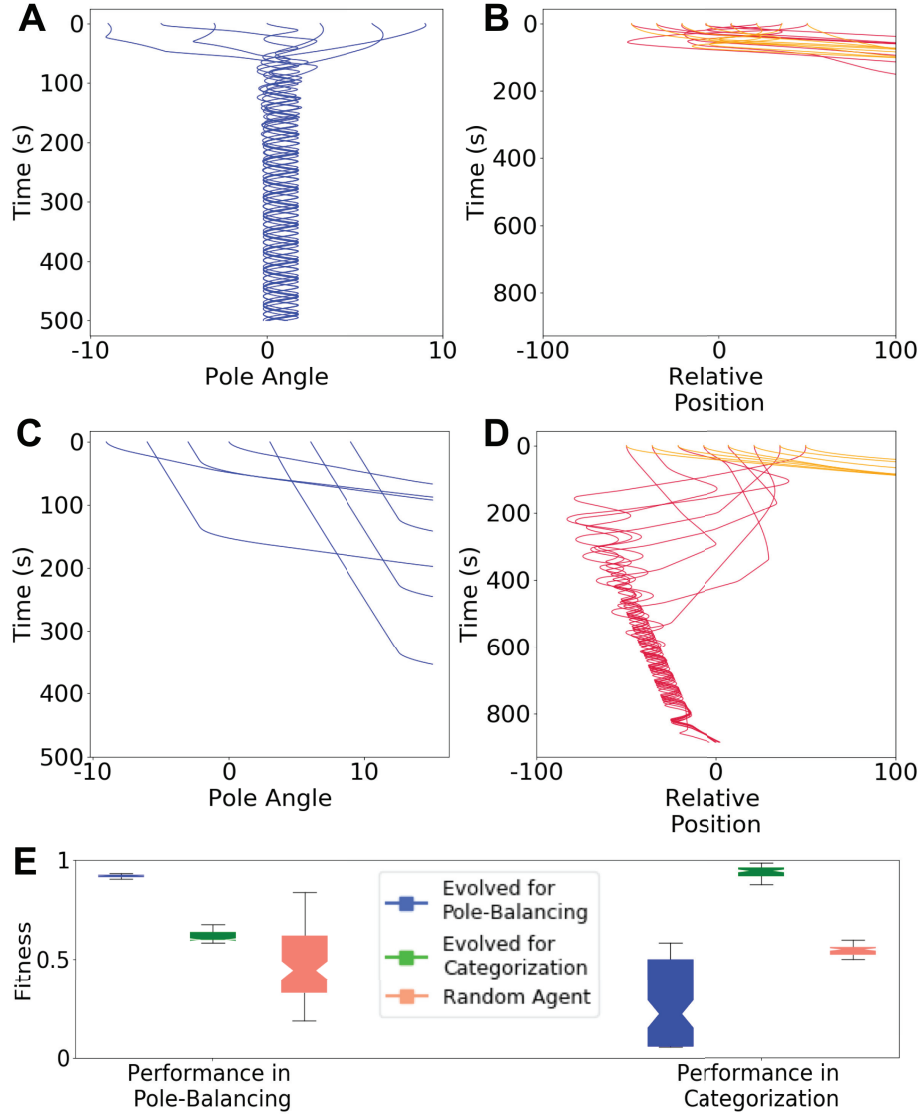 A
0
100
200
300
400
500
Time (s)
-10
0
10
Pole Angle
B
0
200
400
600
800
Time (s)
-100
0
100
Relative
Position
C
0
100
200
300
400
500
Time (s)
-10
0
10
Pole Angle
D
0
200
400
600
800
Time (s)
-100
0
100
Relative
Position
E
1
0.5
0
Fitness
Evolved for
Pole-Balancing
Evolved for
Categorization
Random Agent
Performance in
Pole-Balancing
Performance in
Categorization